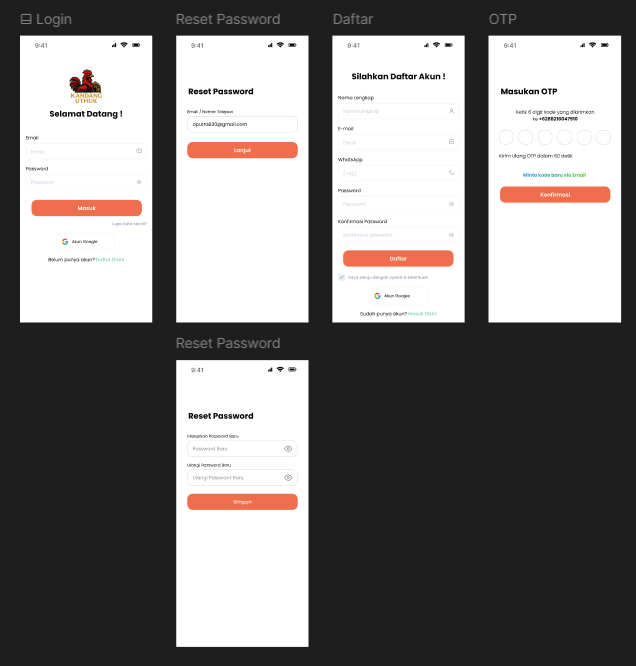 Login
9:41
KANDANG
UTHUK
Selamat Datang !
Email
Email
Password
Password
Masuk
Lupa Kata Sandi?
Akun Google
Belum punya akun? Daftar Disini
Reset Password
9:41
Reset Password
Email / Nomor Telepon
oputra830@gmail.com
Lanjut
Daftar
9:41
Silahkan Daftar Akun !
Nama Lengkap
Nama Lengkap
E-mail
Email
WhatsApp
(+62)
Password
Password
Konfirmasi Password
Konfirmasi password
Daftar
Saya setuju dengan syarat & ketentuan
Akun Google
Sudah punya akun? Masuk Disini
OTP
9:41
Masukan OTP
Ketik 6 digit kode yang dikirimkan
ke +6288216047510
Kirim Ulang OTP dalam 60 detik
Minta kode baru via Email
Konfirmasi
Reset Password
9:41
Reset Password
Masukkan Password Baru
Password Baru
Ulangi Password Baru
Ulangi Password Baru
Simpan